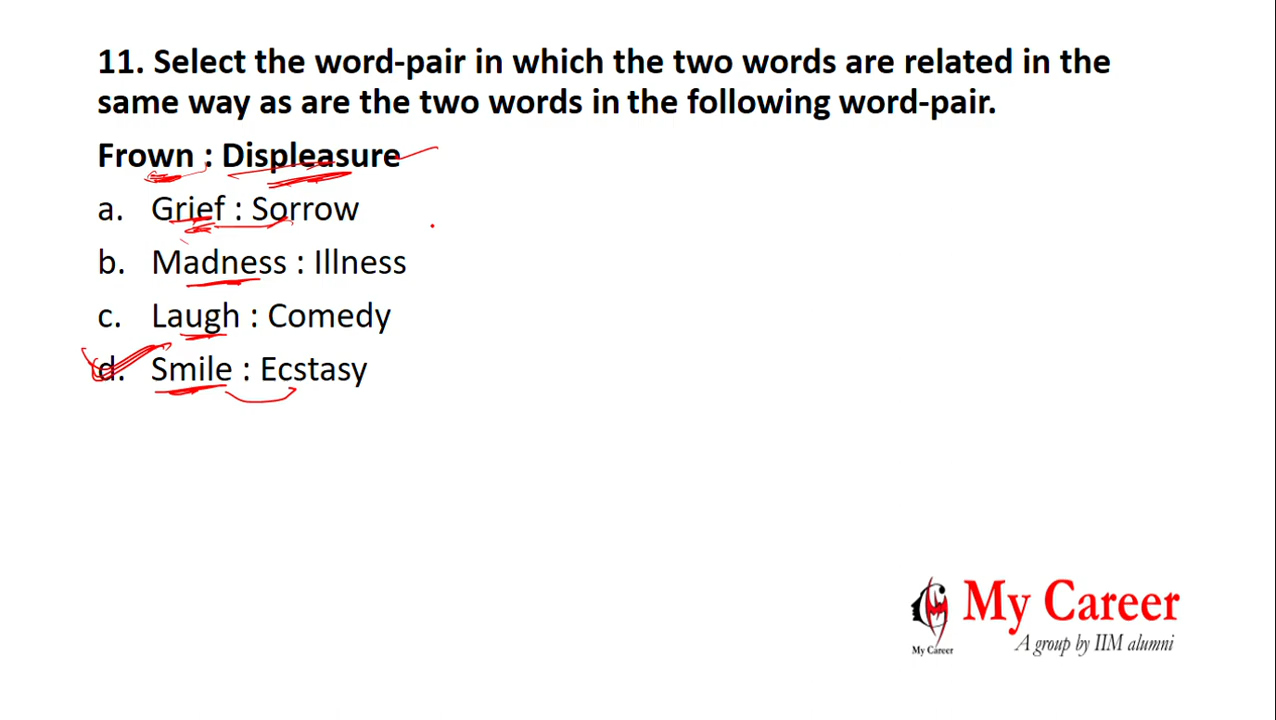 11. Select the word-pair in which the two words are related in the
same way as are the two words in the following word-pair.
Frown : Displeasure
a. Grief : Sorrow
b. Madness : Illness
c. Laugh : Comedy
d. Smile : Ecstasy
My Career
A group by IIM alumni
My Career